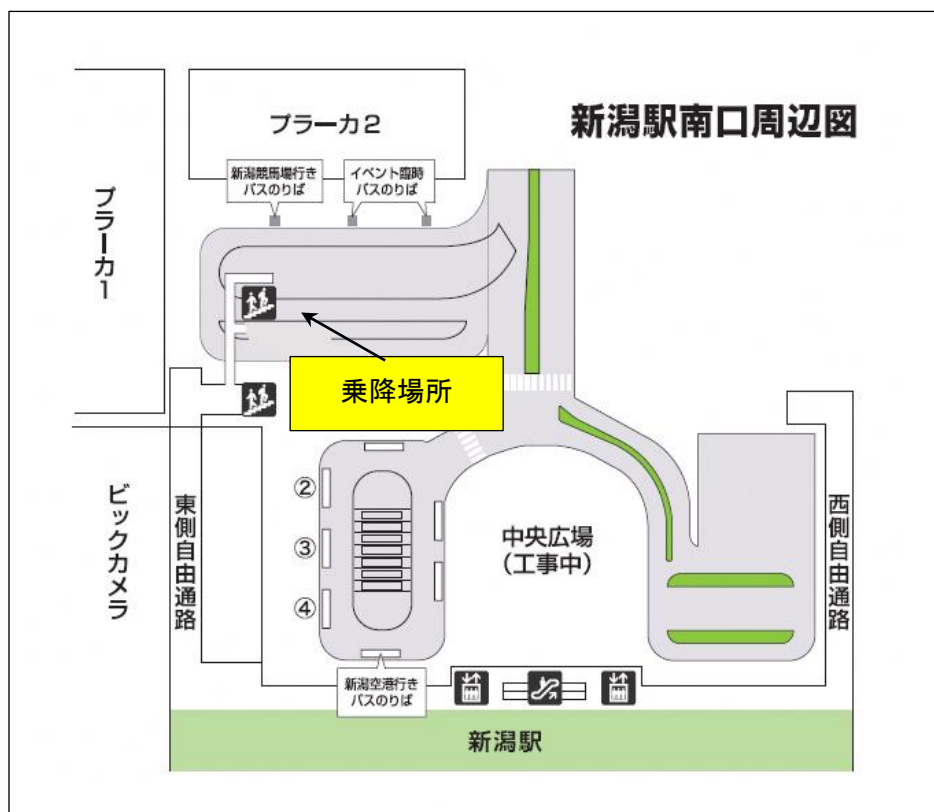 新潟駅南口周辺図
プラーカ2
新潟競馬場行き
バスのりば
イベント臨時
バスのりば
プラーカ1
乗降場所
ビックカメラ
東側自由通路
②
③
④
中央広場
(工事中)
西側自由通路
新潟空港行き
バスのりば
新潟駅